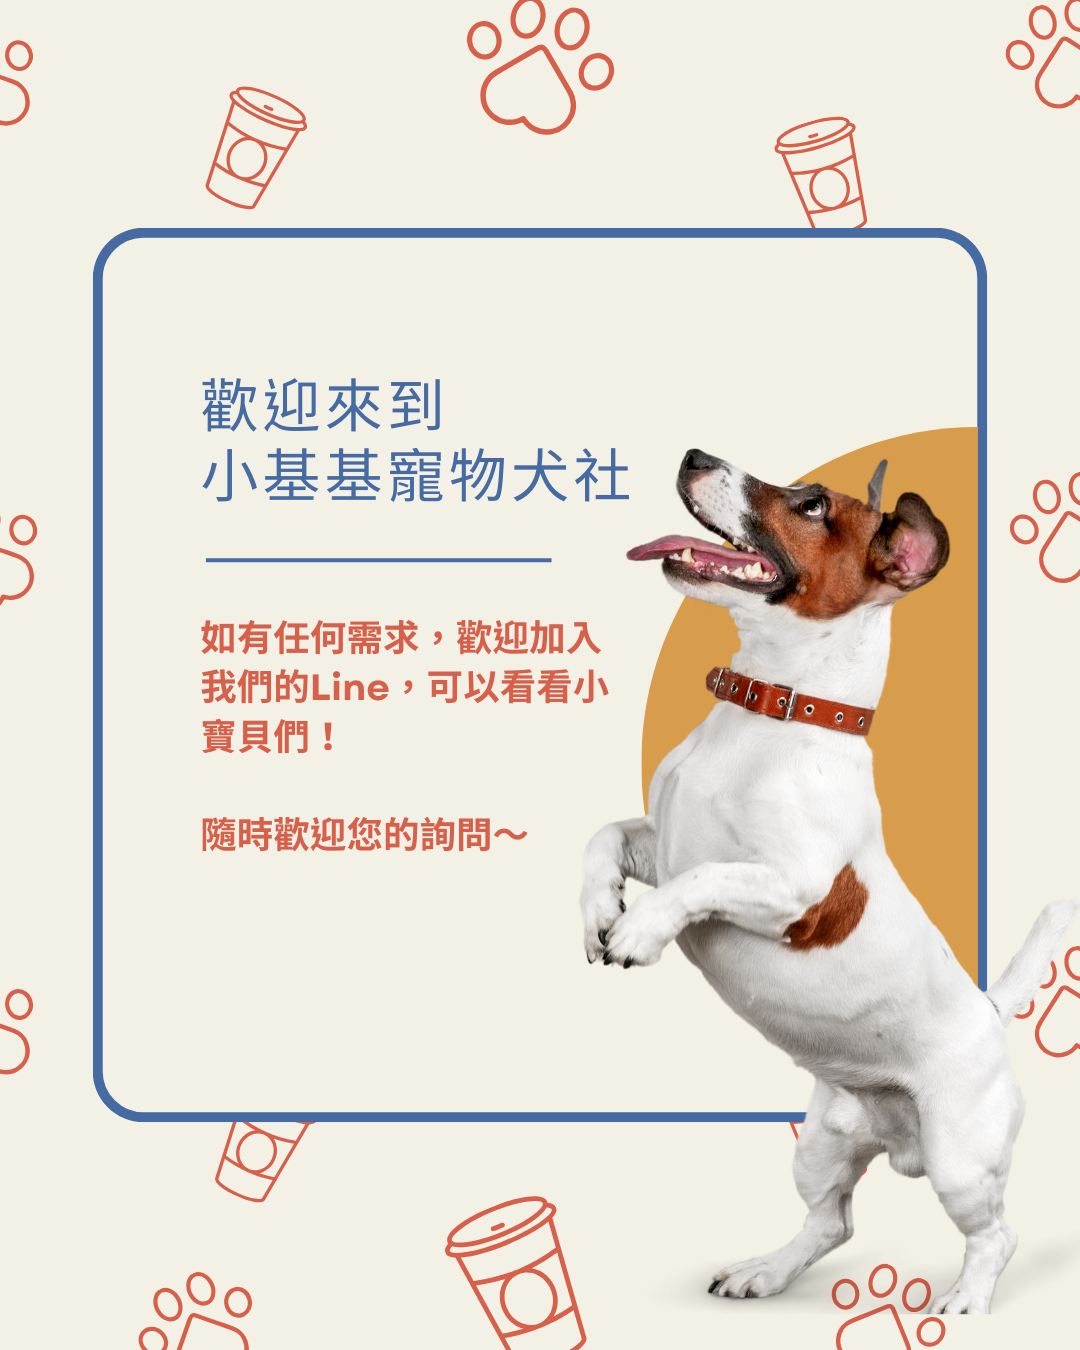 歡迎來到
小基基寵物犬社
如有任何需求，歡迎加入
我們的Line，可以看看小
寶貝們！
隨時歡迎您的詢問～